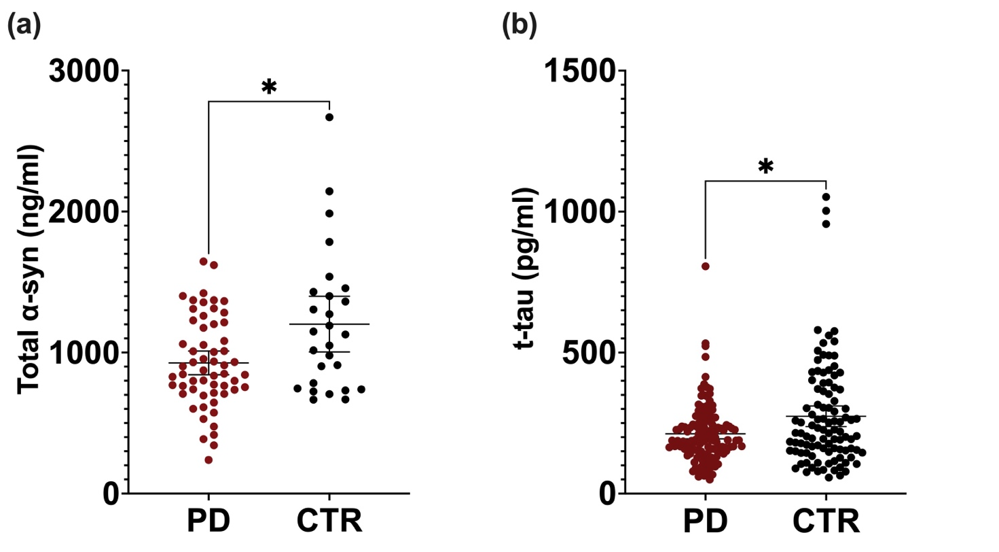 (a)
Total α-syn (ng/ml)
3000
2000
1000
0
*
PD
CTR
(b)
t-tau (pg/ml)
1500
1000
500
0
*
PD
CTR